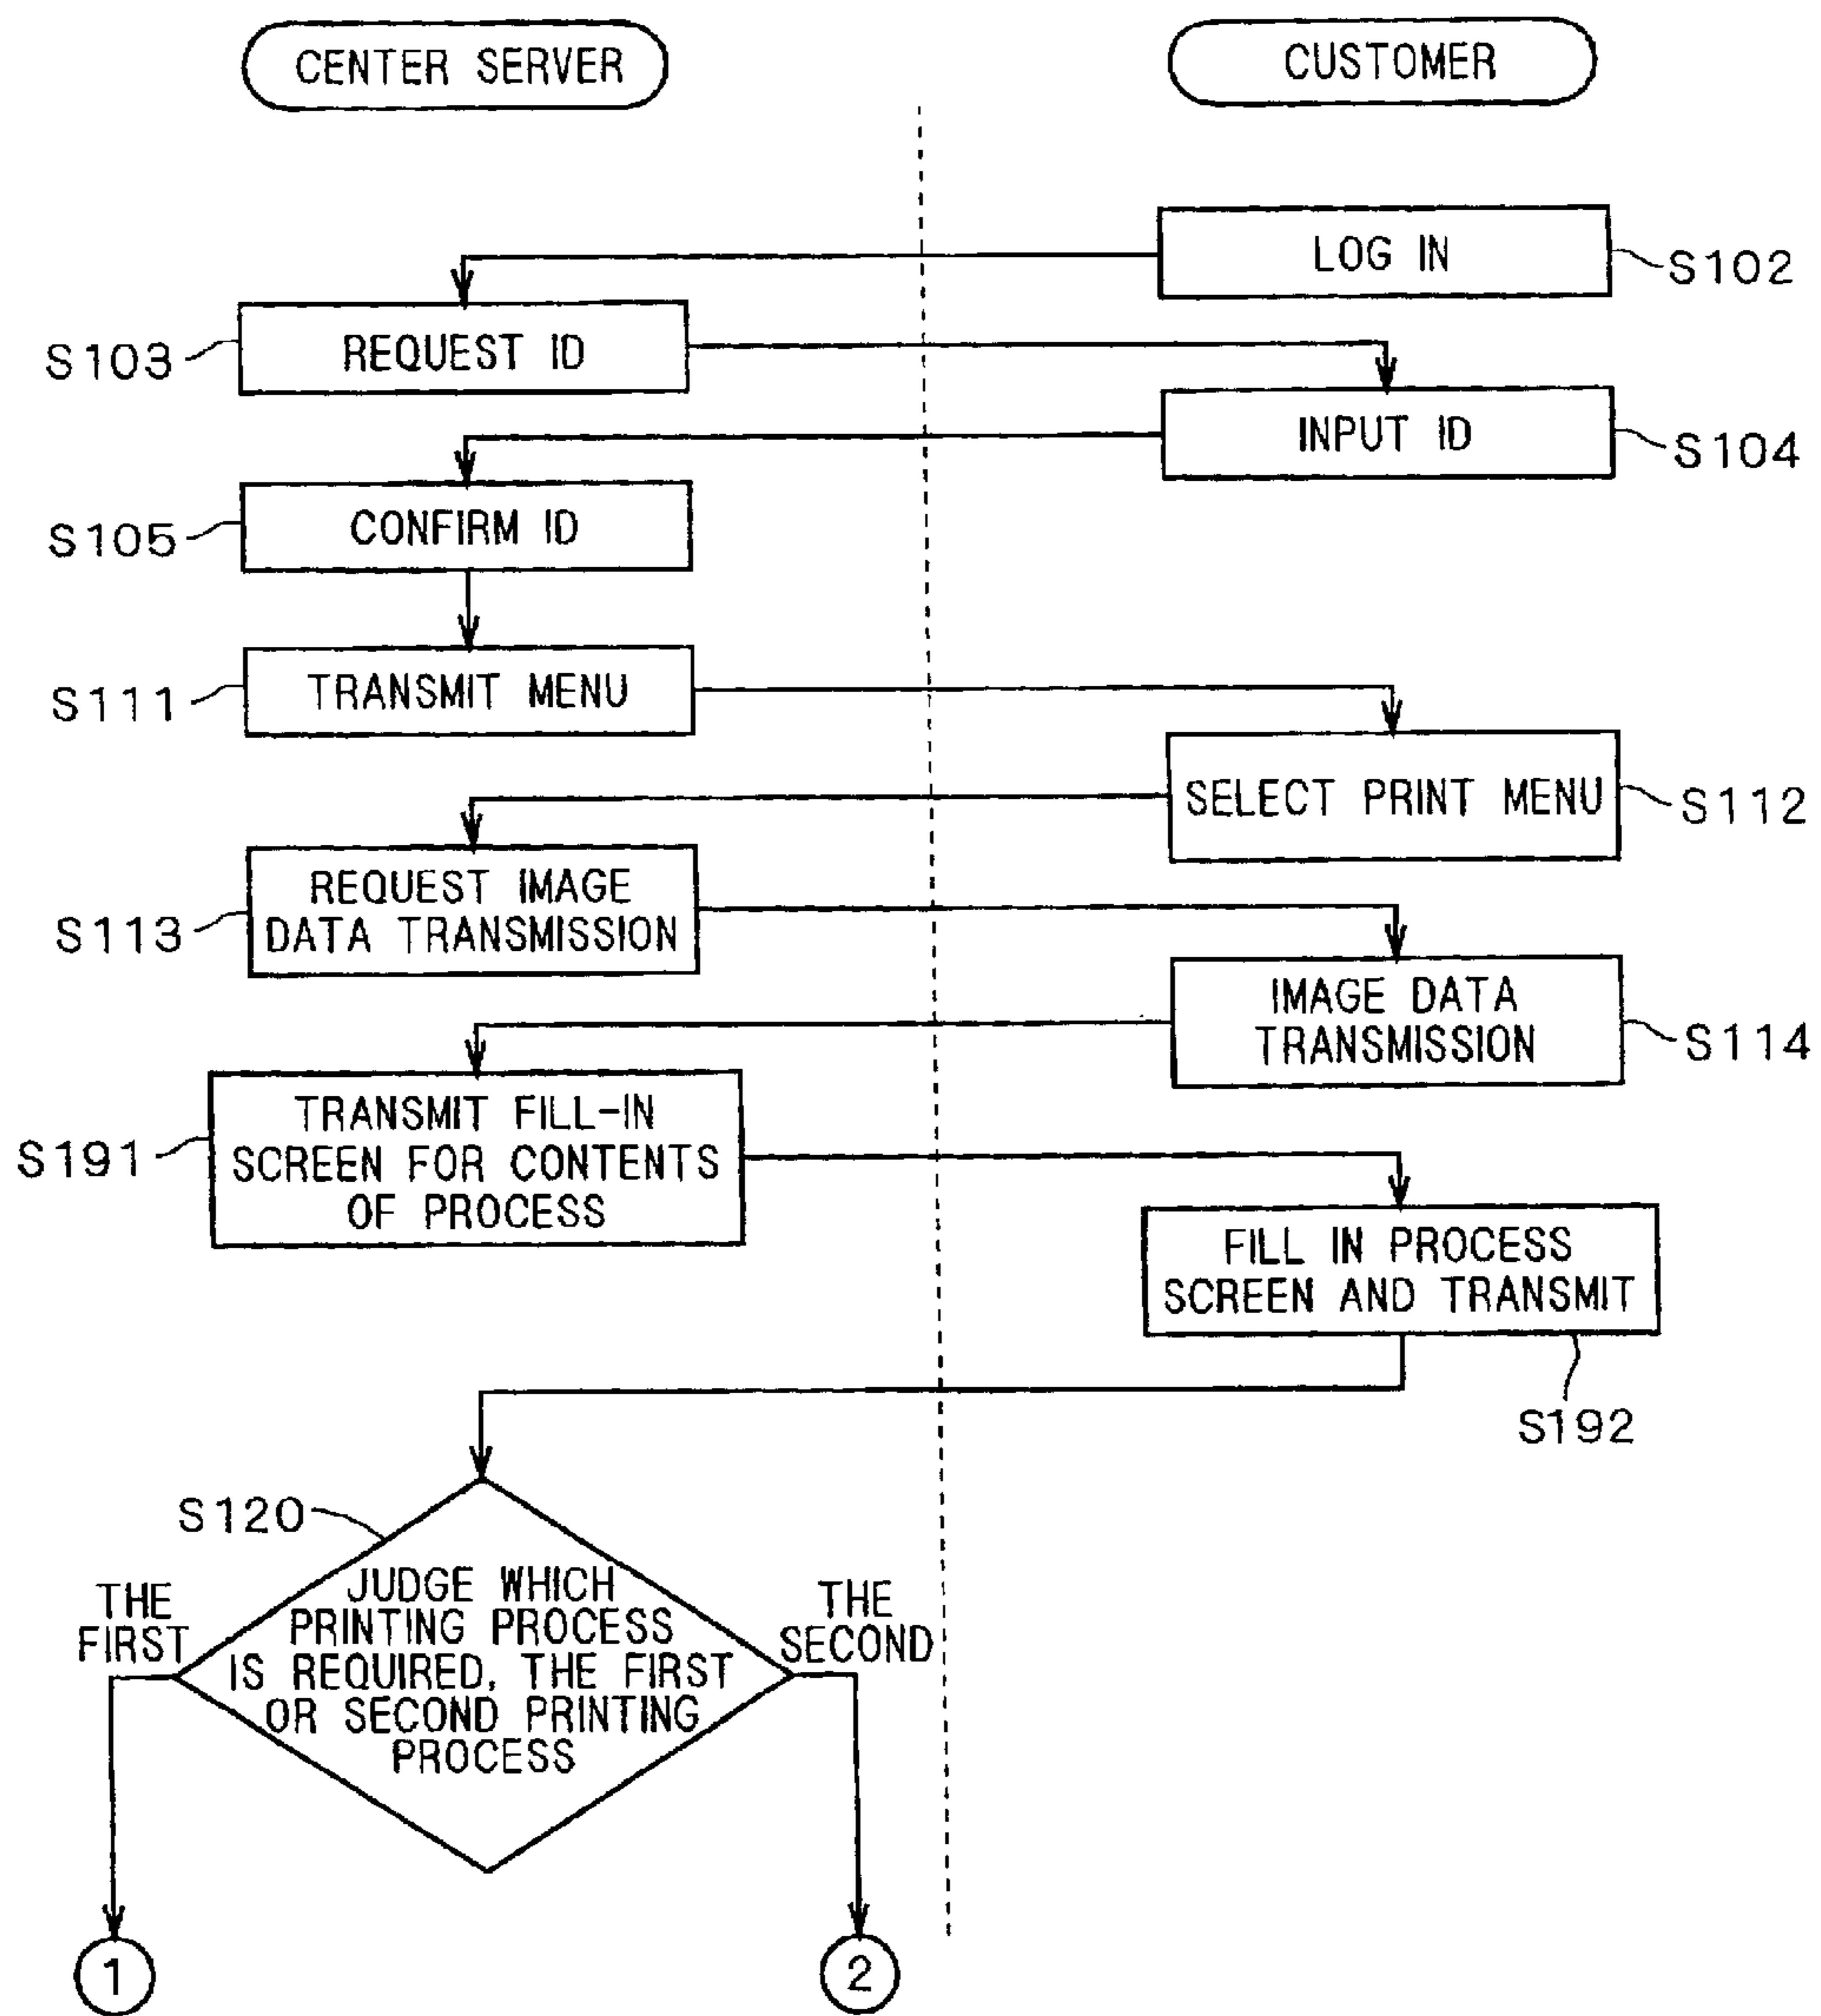 CENTER SERVER
CUSTOMER
LOG IN
S102
REQUEST ID
S103
INPUT ID
S104
CONFIRM ID
S105
TRANSMIT MENU
S111
SELECT PRINT MENU
S112
REQUEST IMAGE
DATA TRANSMISSION
S113
IMAGE DATA
TRANSMISSION
S114
TRANSMIT FILL-IN
SCREEN FOR CONTENTS
OF PROCESS
S191
FILL IN PROCESS
SCREEN AND TRANSMIT
S192
S120
JUDGE WHICH
PRINTING PROCESS
IS REQUIRED, THE FIRST
OR SECOND PRINTING
PROCESS
THE
FIRST
THE
SECOND
1
2